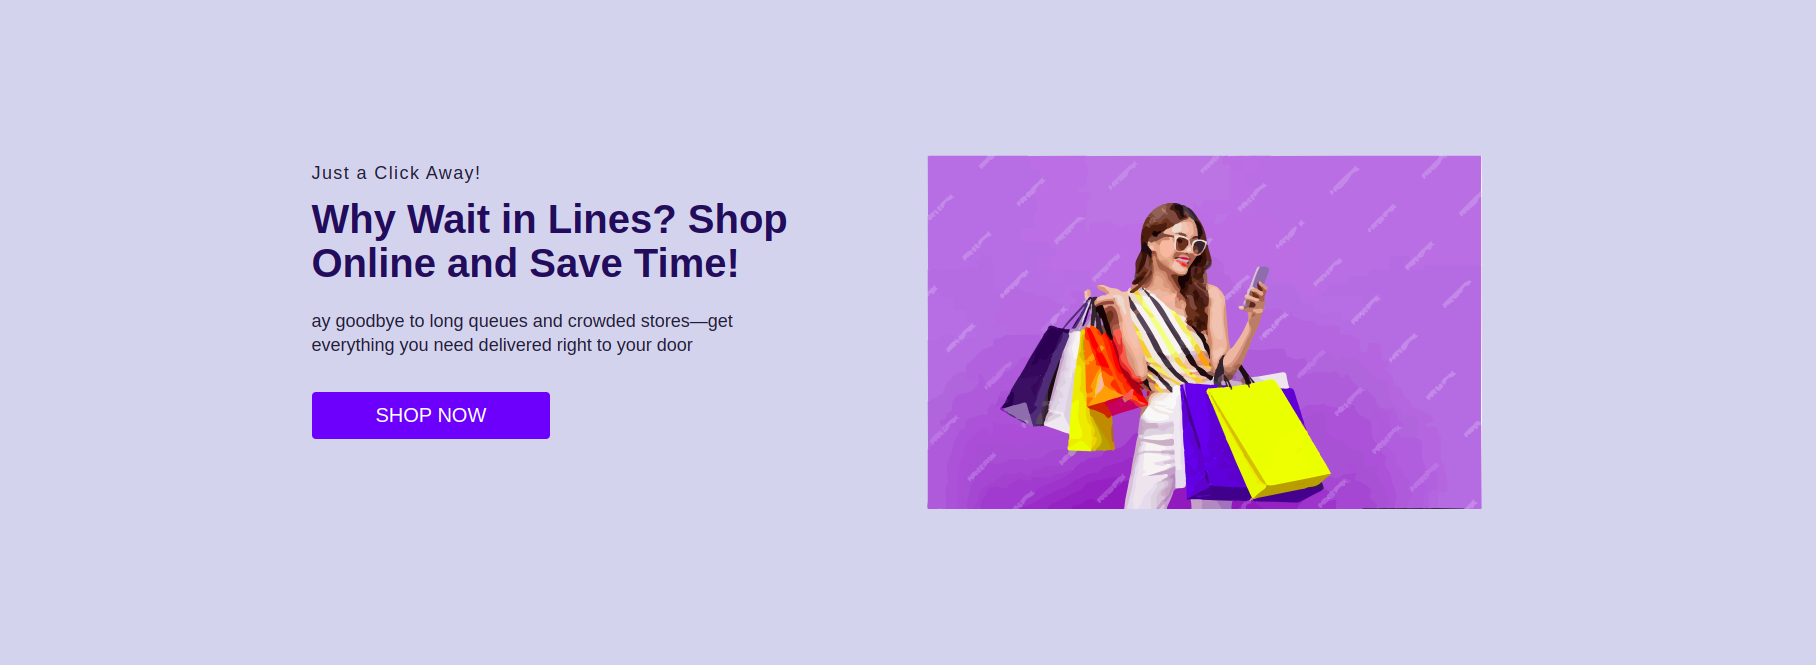 Just a Click Away!
Why Wait in Lines? Shop
Online and Save Time!
ay goodbye to long queues and crowded stores—get
everything you need delivered right to your door
SHOP NOW